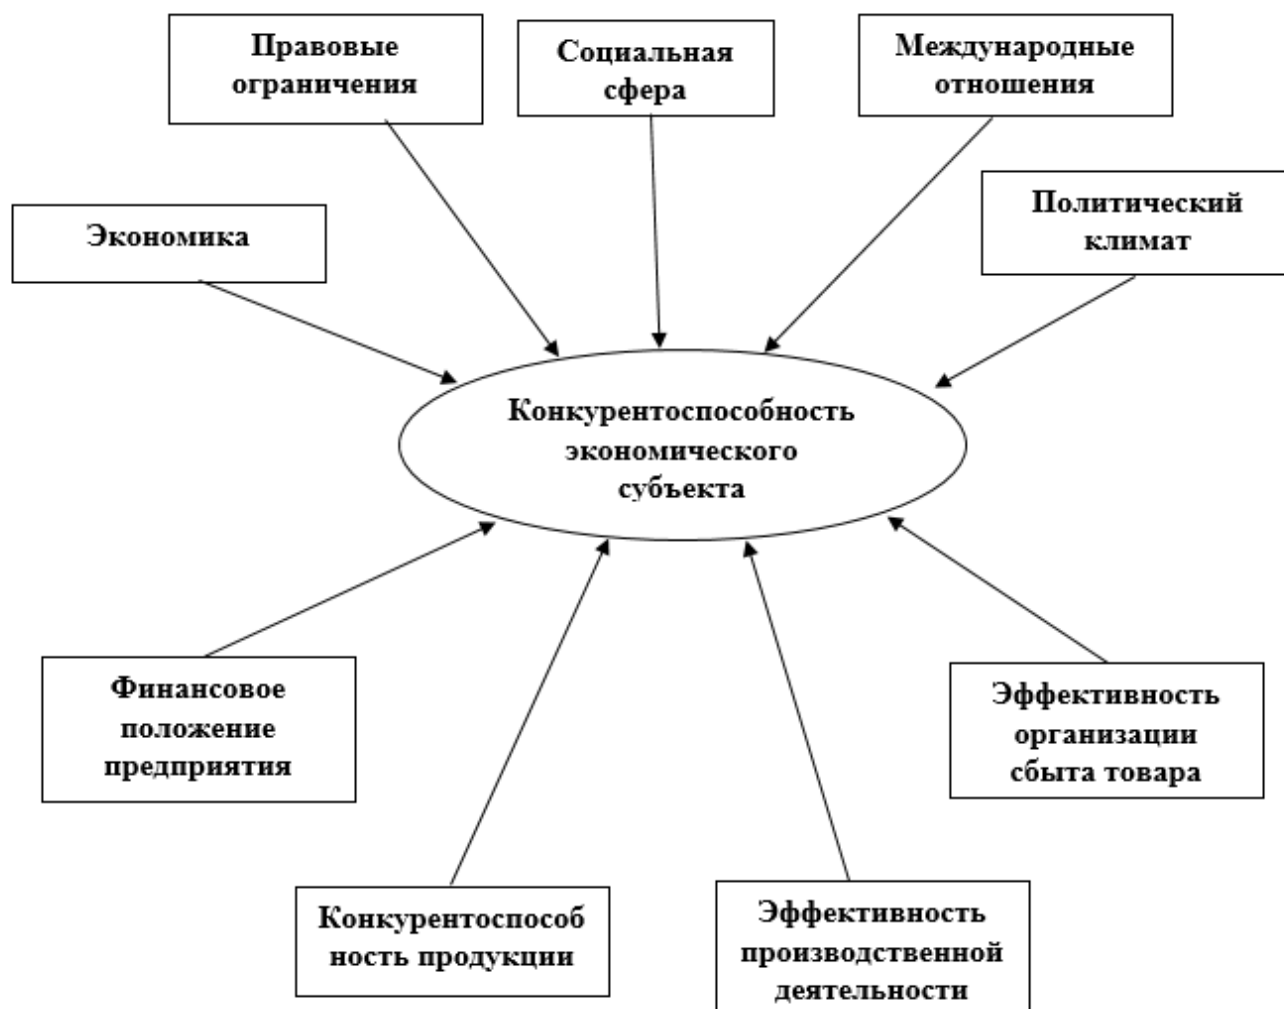 Правовые
ограничения
Социальная
сфера
Международные
отношения
Экономика
Политический
климат
Конкурентоспособность
экономического
субъекта
Финансовое
положение
предприятия
Эффективность
организации
сбыта товара
Конкурентоспособ
ность продукции
Эффективность
производственной
деятельности